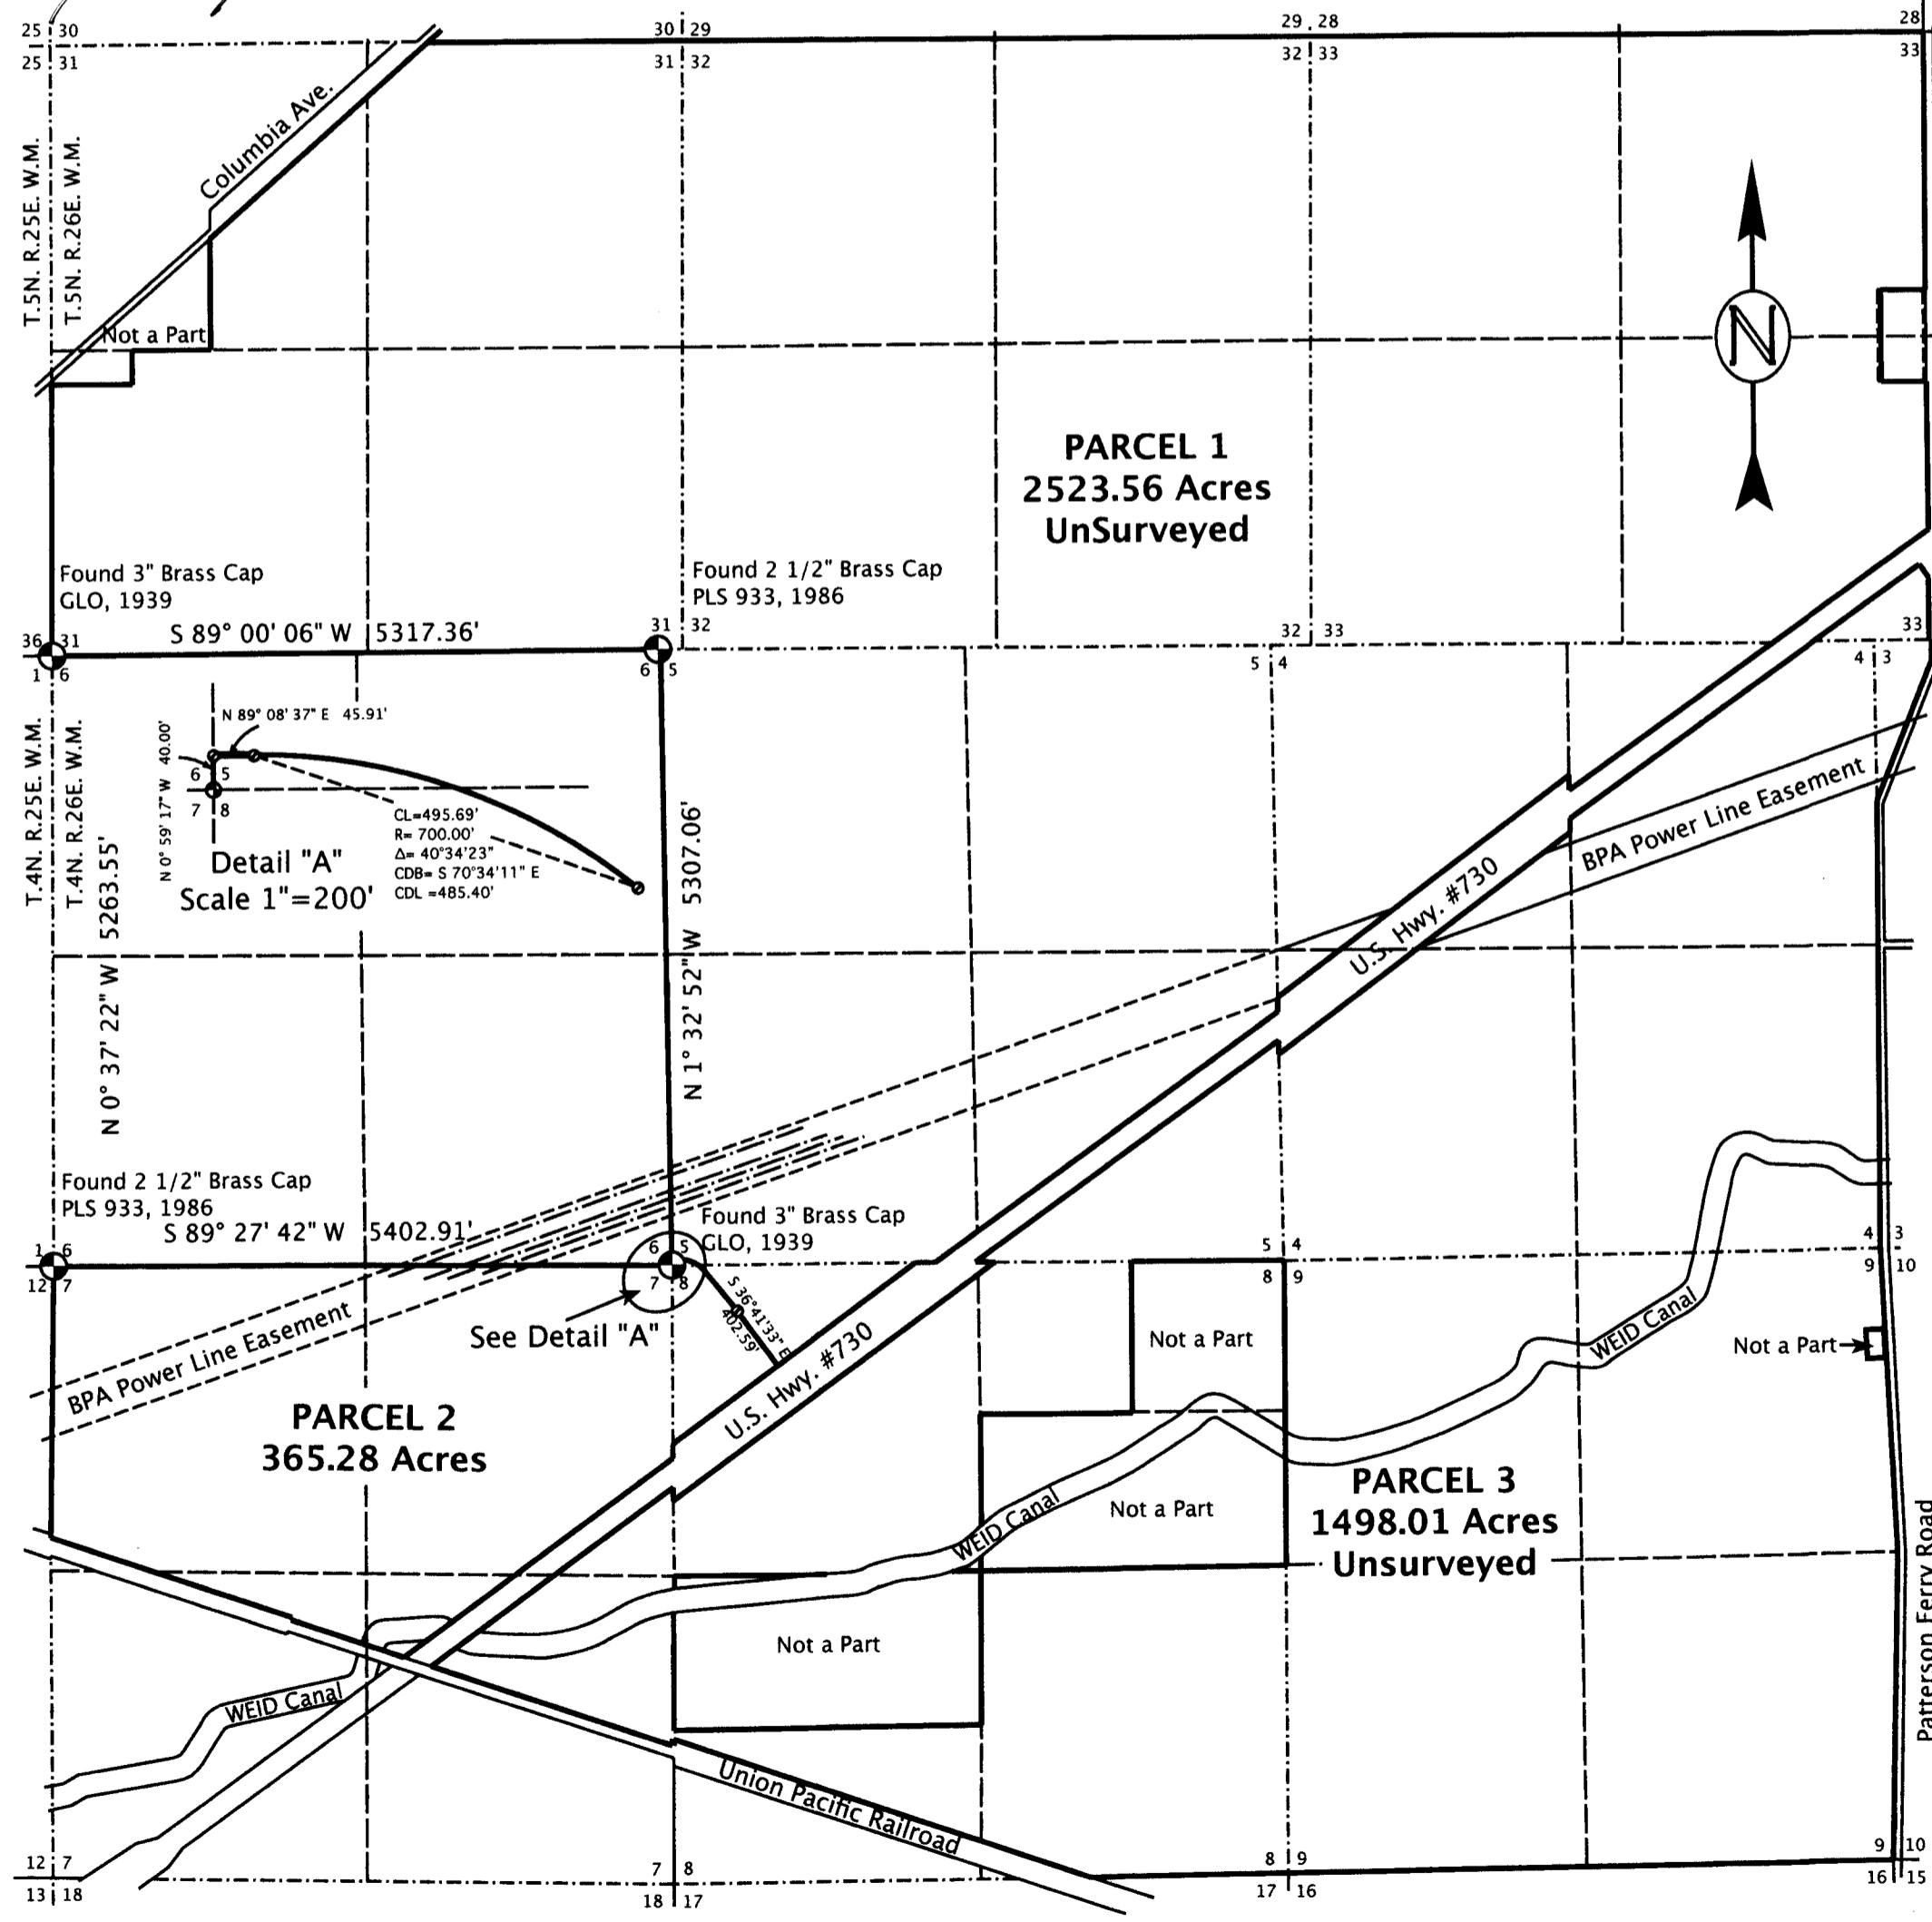 25 30
30 29
29 28
28
25 31
31 32
32 33
33
Columbia Ave.
T.5N. R.25E. W.M.
T.5N. R.26E. W.M.
Not a Part
N
PARCEL 1
2523.56 Acres
UnSurveyed
Found 3" Brass Cap
GLO, 1939
Found 2 1/2" Brass Cap
PLS 933, 1986
S 89° 00' 06" W 5317.36'
36 31
31 32
32 33
33
1 6
6 5
5 4
4 3
N 89° 08' 37" E 45.91'
N 0° 59' 17" W 40.00'
6 5
7 8
CL=495.69'
R= 700.00'
Δ= 40°34'23"
CDB= S 70°34'11" E
CDL =485.40'
Detail "A"
Scale 1"=200'
T.4N. R.25E. W.M.
T.4N. R.26E. W.M.
N 0° 37' 22" W 5263.55'
N 1° 32' 52" W 5307.06'
BPA Power Line Easement
U.S. Hwy. #730
Found 2 1/2" Brass Cap
PLS 933, 1986
S 89° 27' 42" W 5402.91'
Found 3" Brass Cap
GLO, 1939
1 6
6 5
5 4
4 3
12 7
7 8
8 9
9 10
S 36°41'33" E
402.59'
See Detail "A"
BPA Power Line Easement
U.S. Hwy. #730
Not a Part
WEID Canal
Not a Part
PARCEL 2
365.28 Acres
PARCEL 3
1498.01 Acres
Unsurveyed
Not a Part
WEID Canal
Patterson Ferry Road
Not a Part
WEID Canal
Union Pacific Railroad
12 7
7 8
8 9
9 10
13 18
18 17
17 16
16 15